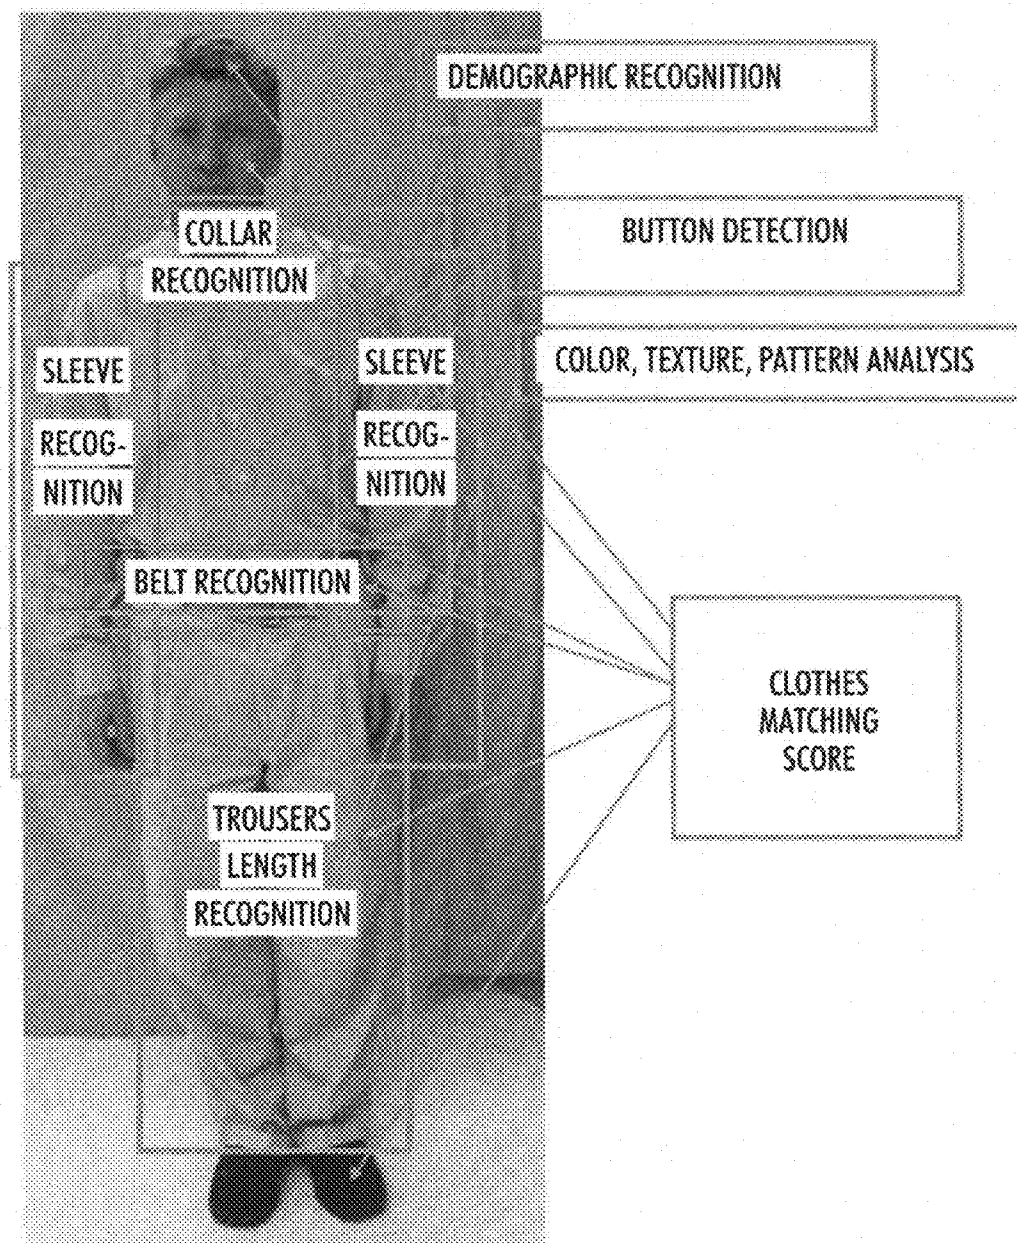 DEMOGRAPHIC RECOGNITION
COLLAR
RECOGNITION
BUTTON DETECTION
SLEEVE
RECOG-
NITION
SLEEVE
RECOG-
NITION
COLOR, TEXTURE, PATTERN ANALYSIS
BELT RECOGNITION
CLOTHES
MATCHING
SCORE
TROUSERS
LENGTH
RECOGNITION